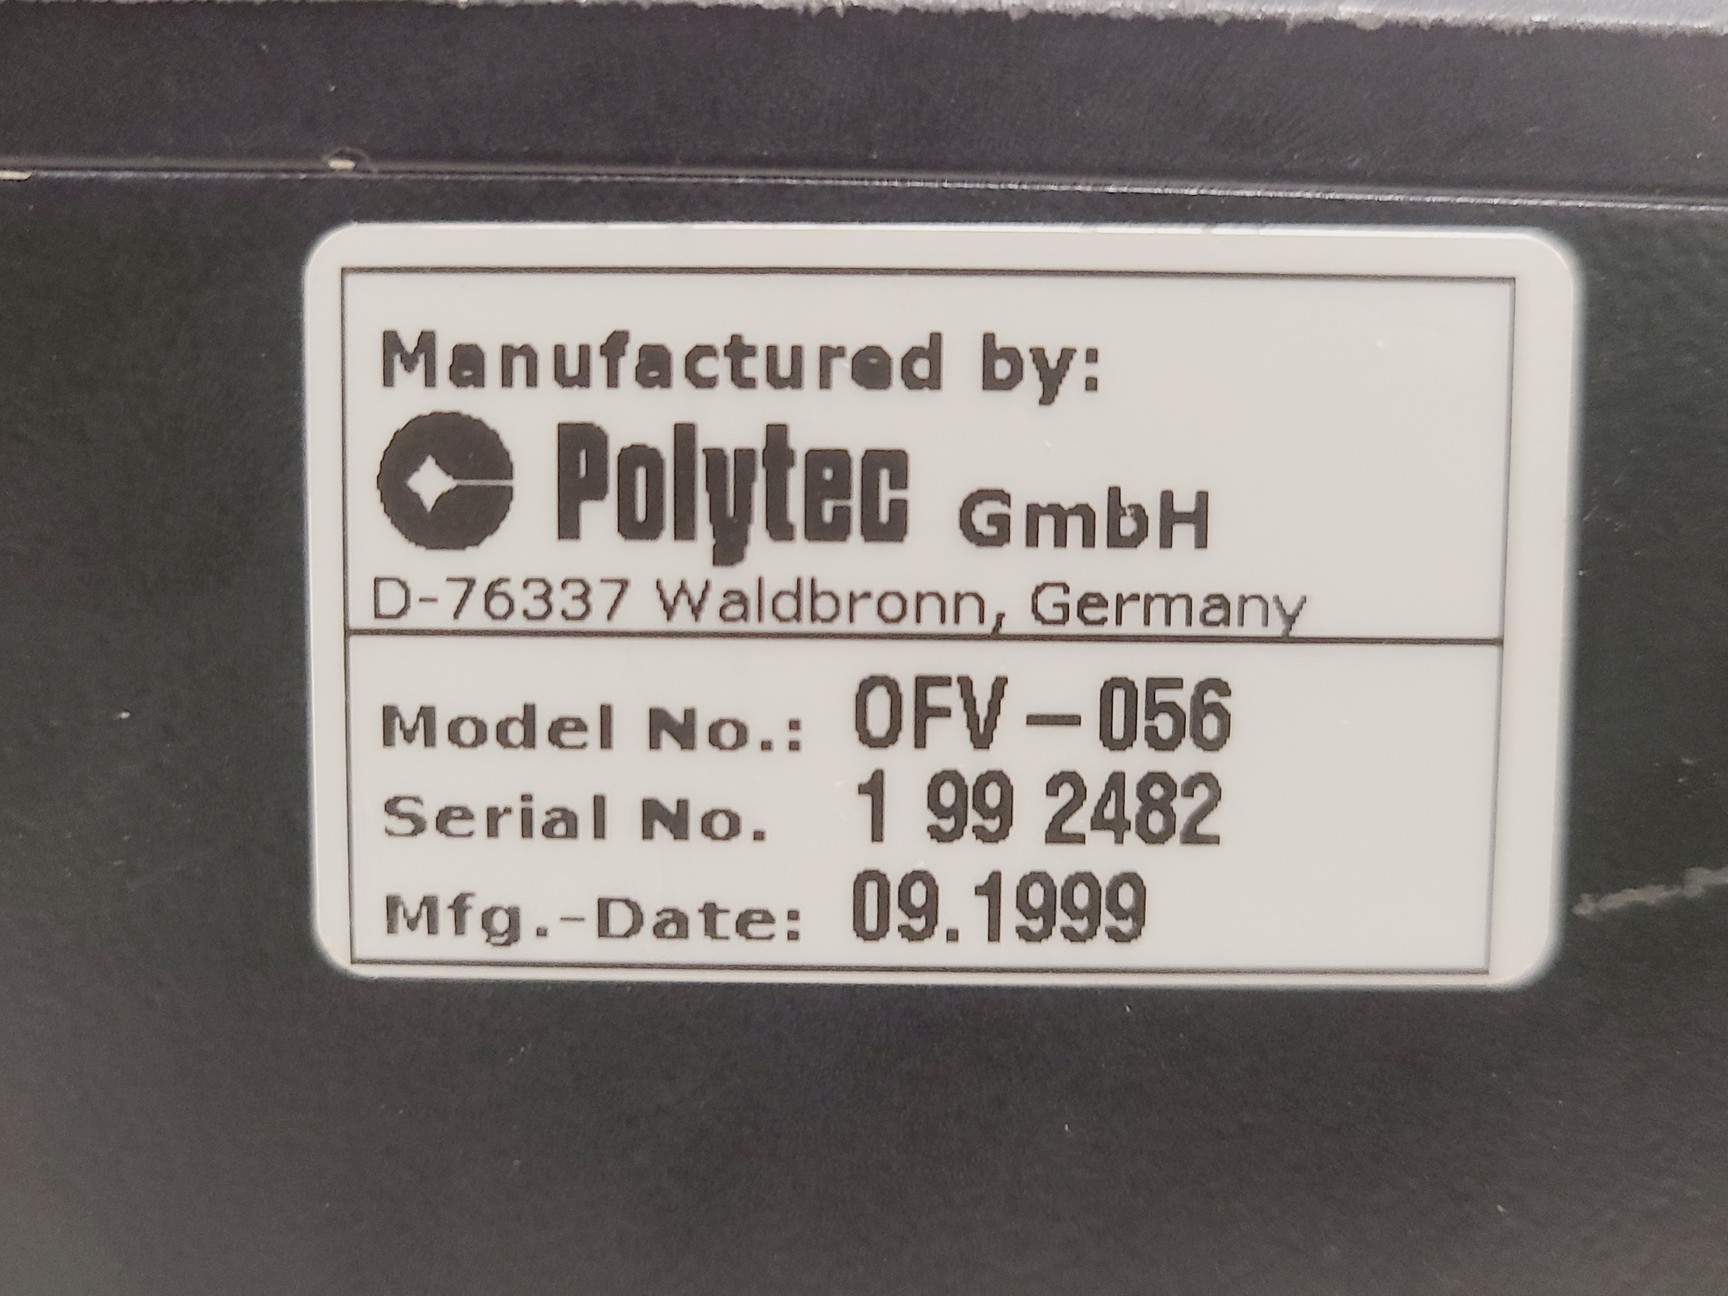 Manufactured by:
Polytec GmbH
D-76337 Waldbronn, Germany
Model No.: OFV-056
Serial No. 1 99 2482
Mfg.-Date: 09.1999